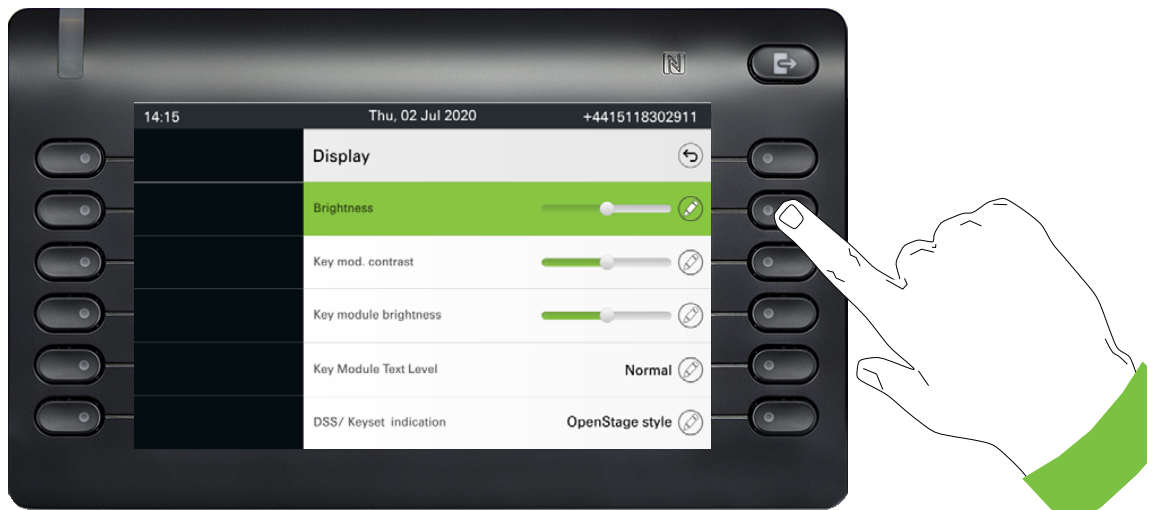 14:15 Thu, 02 Jul 2020 +4415118302911
Display
Brightness
Key mod. contrast
Key module brightness
Key Module Text Level Normal
DSS/ Keyset indication OpenStage style